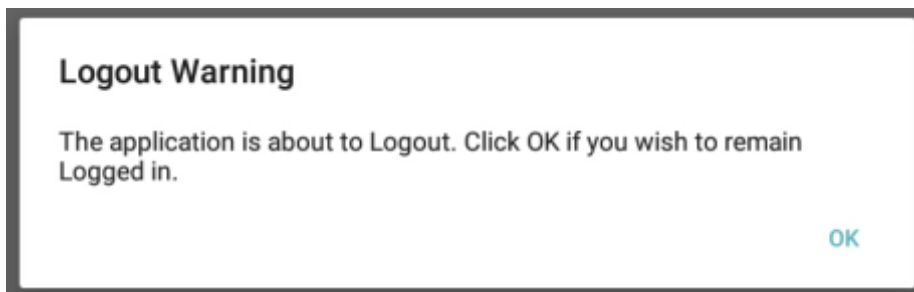 Logout Warning
The application is about to Logout. Click OK if you wish to remain
Logged in.
OK